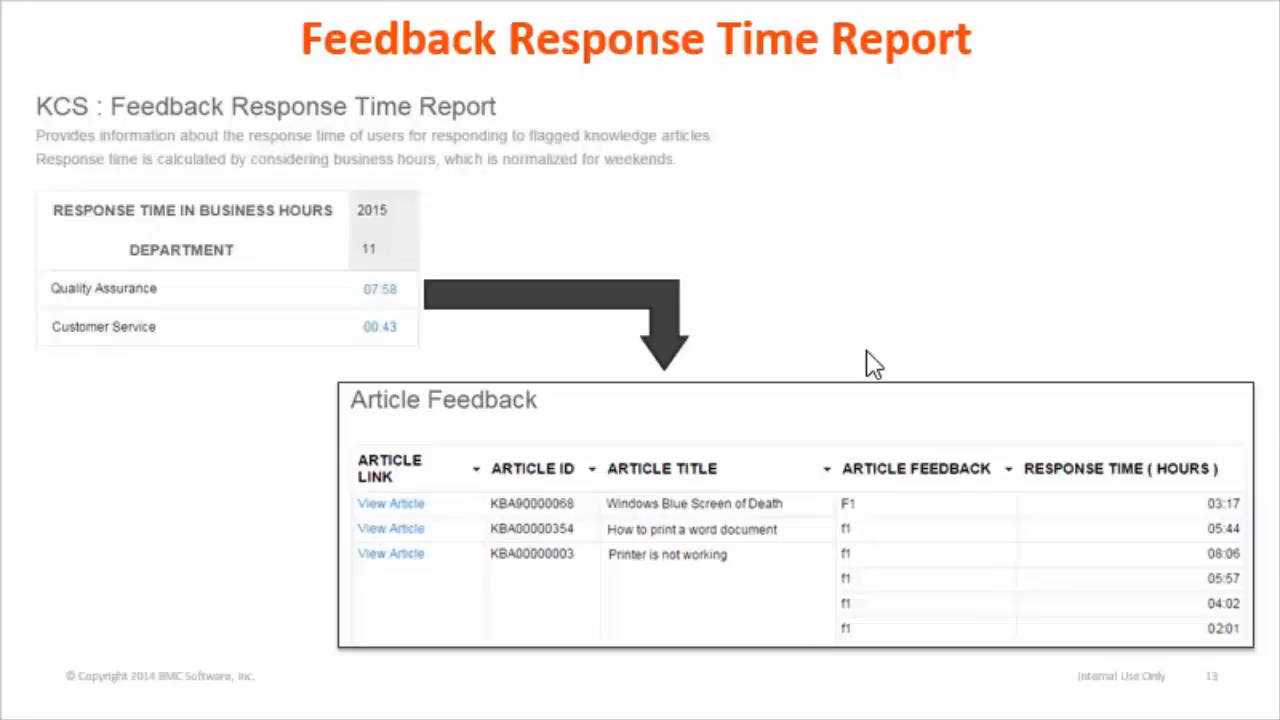 Feedback Response Time Report
KCS : Feedback Response Time Report
Provides information about the response time of users for responding to flagged knowledge articles.
Response time is calculated by considering business hours, which is normalized for weekends.
RESPONSE TIME IN BUSINESS HOURS 2015
DEPARTMENT 11
Quality Assurance 07:58
Customer Service 00:43
Article Feedback
ARTICLE LINK ARTICLE ID ARTICLE TITLE ARTICLE FEEDBACK RESPONSE TIME ( HOURS )
View Article KBA90000068 Windows Blue Screen of Death F1 03:17
View Article KBA00000354 How to print a word document f1 05:44
View Article KBA00000003 Printer is not working f1 08:06
f1 05:57
f1 04:02
f1 02:01
© Copyright 2014 BMC Software, Inc. Internal Use Only 13